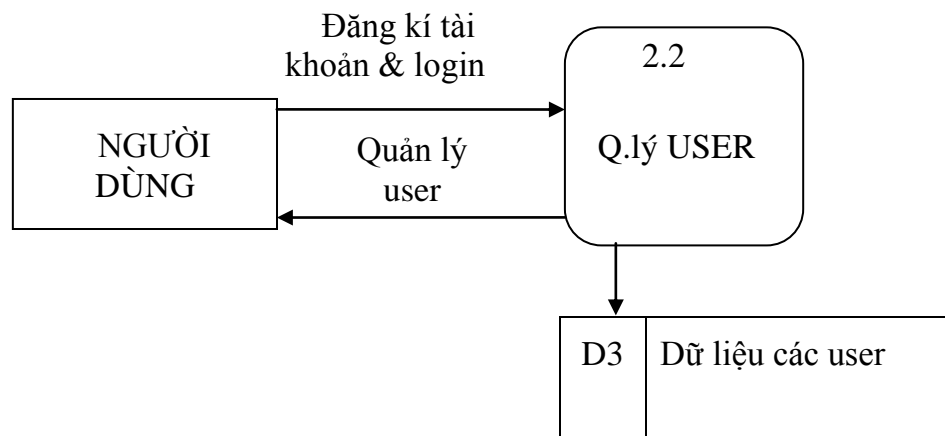 Đăng kí tài
khoản & login
2.2
NGƯỜI
DÙNG
Quản lý
user
Q.lý USER
D3
Dữ liệu các user